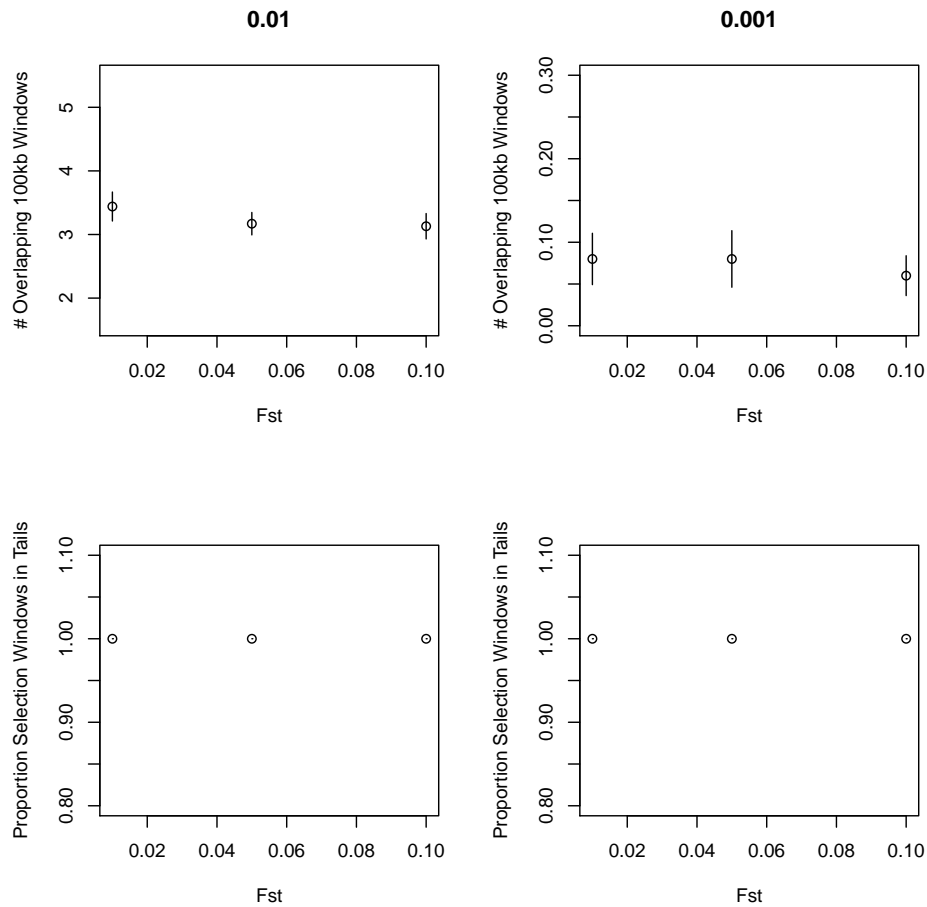 0.01
0.001
# Overlapping 100kb Windows
5
4
3
2
0.02 0.04 0.06 0.08 0.10
Fst
# Overlapping 100kb Windows
0.30
0.20
0.10
0.00
0.02 0.04 0.06 0.08 0.10
Fst
Proportion Selection Windows in Tails
1.10
1.00
0.90
0.80
0.02 0.04 0.06 0.08 0.10
Fst
Proportion Selection Windows in Tails
1.10
1.00
0.90
0.80
0.02 0.04 0.06 0.08 0.10
Fst